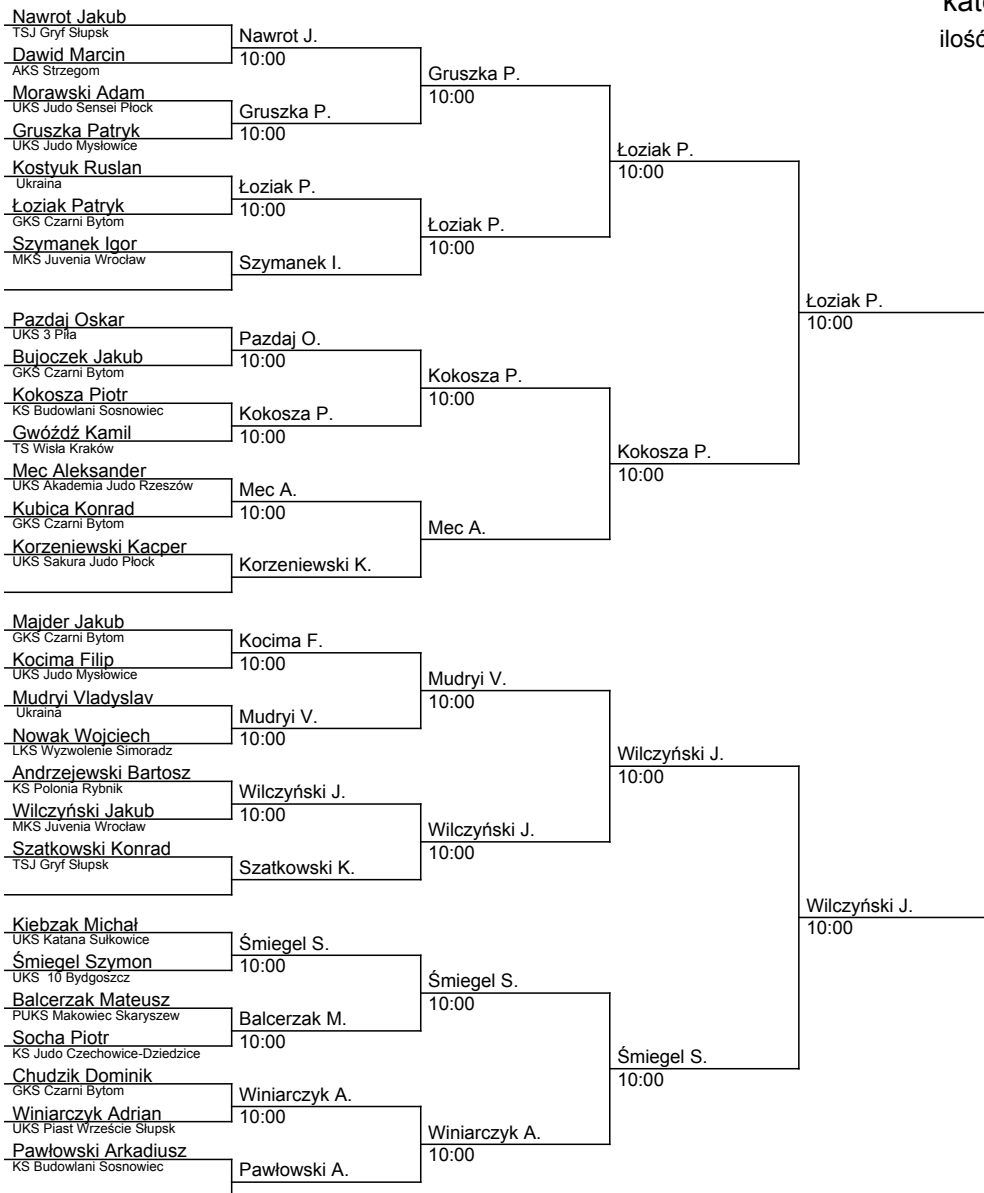 kate
ilość
Nawrot Jakub
TSJ Gryf Słupsk
Dawid Marcin
AKS Strzegom
Morawski Adam
UKS Judo Sensei Płock
Gruszka Patryk
UKS Judo Mysłowice
Kostyuk Ruslan
Ukraina
Łoziak Patryk
GKS Czarni Bytom
Szymanek Igor
MKS Juvenia Wrocław
Pazdaj Oskar
UKS 3 Piła
Bujoczek Jakub
GKS Czarni Bytom
Kokosza Piotr
KS Budowlani Sosnowiec
Gwóźdź Kamil
TS Wisła Kraków
Mec Aleksander
UKS Akademia Judo Rzeszów
Kubica Konrad
GKS Czarni Bytom
Korzeniewski Kacper
UKS Sakura Judo Płock
Majder Jakub
GKS Czarni Bytom
Kocima Filip
UKS Judo Mysłowice
Mudryi Vladyslav
Ukraina
Nowak Wojciech
LKS Wyzwolenie Simoradz
Andrzejewski Bartosz
KS Polonia Rybnik
Wilczyński Jakub
MKS Juvenia Wrocław
Szatkowski Konrad
TSJ Gryf Słupsk
Kiebzak Michał
UKS Katana Sułkowice
Śmiegel Szymon
UKS 10 Bydgoszcz
Balcerzak Mateusz
PUKS Makowiec Skaryszew
Socha Piotr
KS Judo Czechowice-Dziedzice
Chudzik Dominik
GKS Czarni Bytom
Winiarczyk Adrian
UKS Piast Wrzeście Słupsk
Pawłowski Arkadiusz
KS Budowlani Sosnowiec
Nawrot J.
10:00
Gruszka P.
10:00
Łoziak P.
10:00
Szymanek I.
Pazdaj O.
10:00
Kokosza P.
10:00
Mec A.
10:00
Korzeniewski K.
Kocima F.
10:00
Mudryi V.
10:00
Wilczyński J.
10:00
Szatkowski K.
Śmiegel S.
10:00
Balcerzak M.
10:00
Winiarczyk A.
10:00
Pawłowski A.
Gruszka P.
10:00
Łoziak P.
10:00
Kokosza P.
10:00
Mec A.
Mudryi V.
10:00
Wilczyński J.
10:00
Śmiegel S.
10:00
Winiarczyk A.
10:00
Łoziak P.
10:00
Kokosza P.
10:00
Wilczyński J.
10:00
Śmiegel S.
10:00
Łoziak P.
10:00
Wilczyński J.
10:00